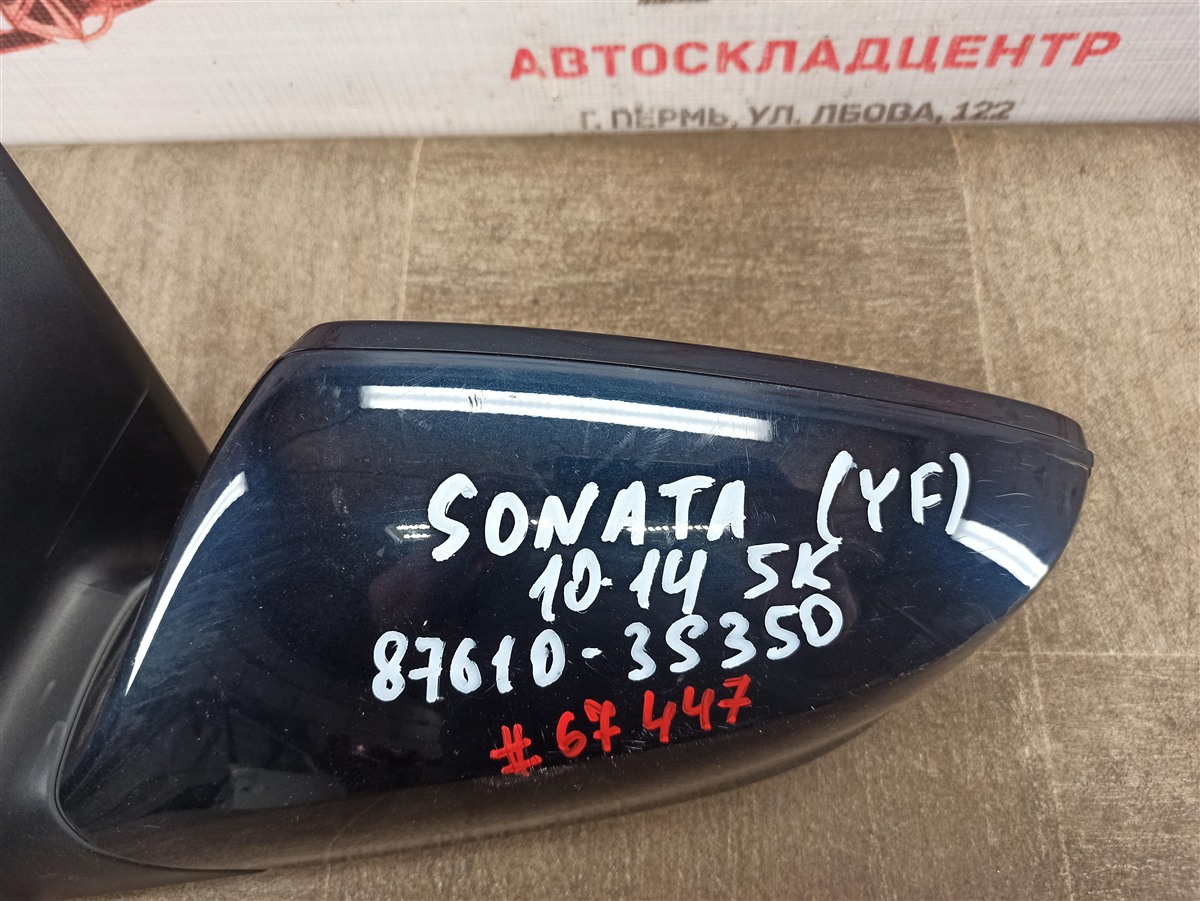 АВТОСКЛАДЦЕНТР
Г. ПЕРМЬ, УЛ. ЛБОВА, 122
SONATA (YF)
10-14 5K
87610-3S350
# 67447